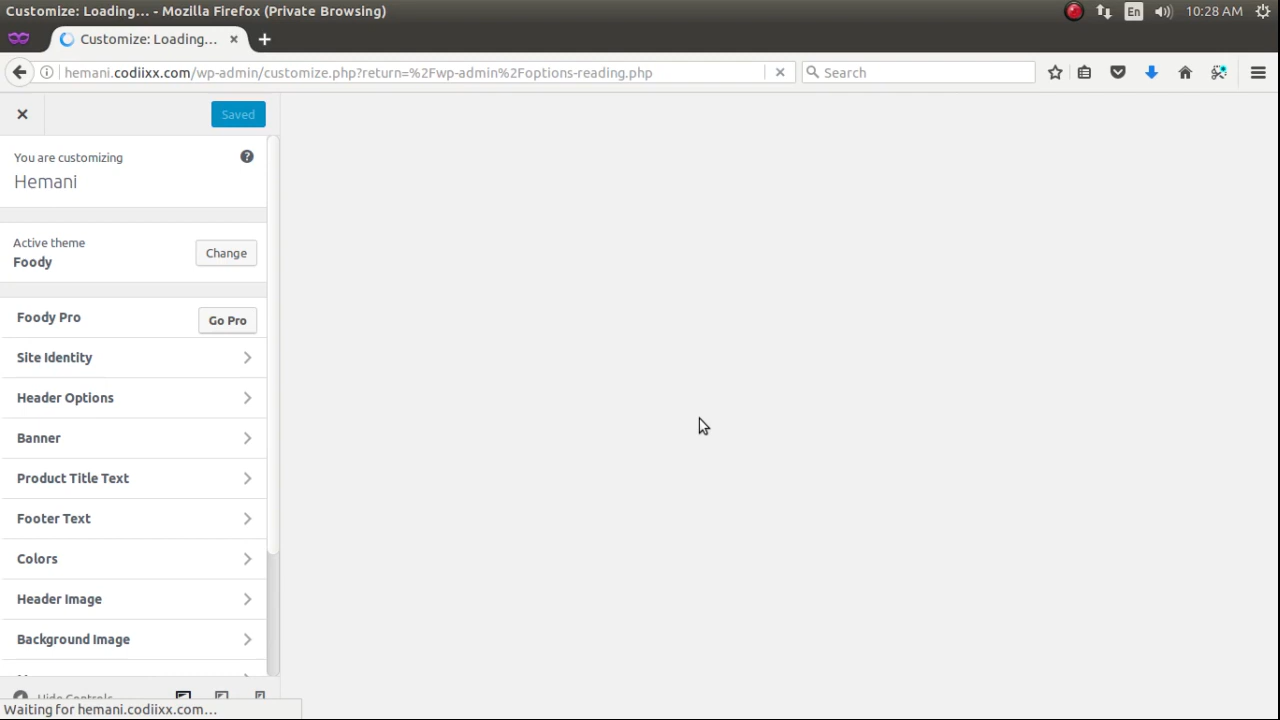 Customize: Loading... - Mozilla Firefox (Private Browsing)
En
10:28 AM
Customize: Loading...
hemani.codiixx.com/wp-admin/customize.php?return=%2Fwp-admin%2Foptions-reading.php
Search
Saved
You are customizing
Hemani
Active theme
Foody
Change
Foody Pro
Go Pro
Site Identity
Header Options
Banner
Product Title Text
Footer Text
Colors
Header Image
Background Image
Hide Controls
Waiting for hemani.codiixx.com...